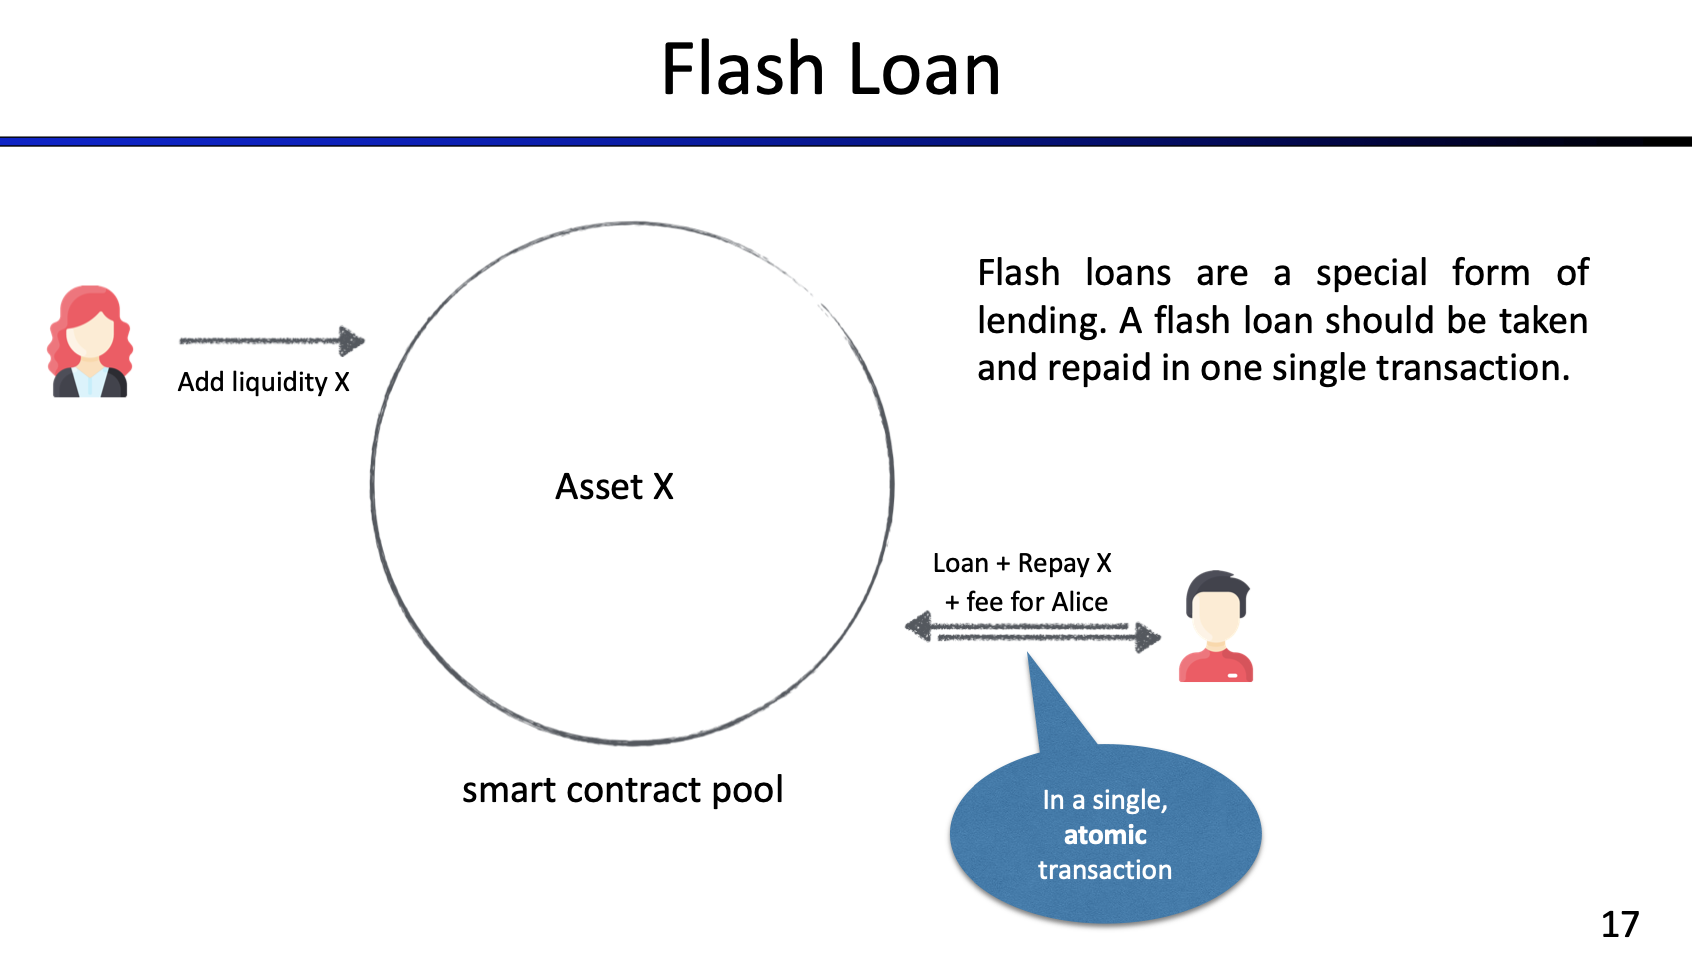 Flash Loan
Add liquidity X
Asset X
smart contract pool
Flash loans are a special form of
lending. A flash loan should be taken
and repaid in one single transaction.
Loan + Repay X
+ fee for Alice
In a single,
atomic
transaction
17